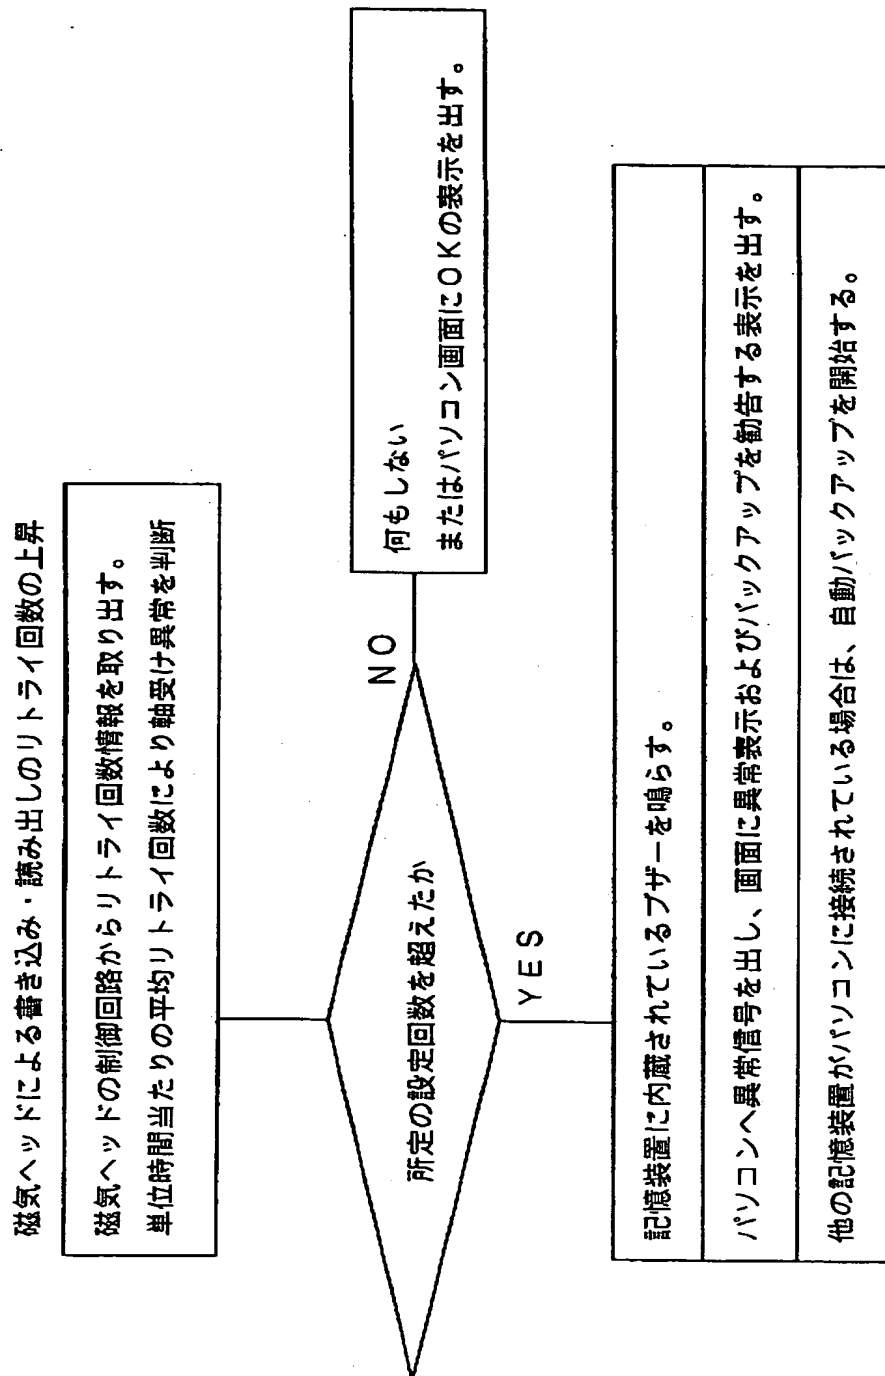 磁気ヘッドによる書き込み・読み出しのリトライ回数の上昇
磁気ヘッドの制御回路からリトライ回数情報を取り出す。
単位時間当たりの平均リトライ回数により軸受け異常を判断
所定の設定回数を超えたか
NO
何もしない
またはパソコン画面にOKの表示を出す。
YES
記憶装置に内蔵されているブザーを鳴らす。
パソコンへ異常信号を出し、画面に異常表示およびバックアップを勧告する表示を出す。
他の記憶装置がパソコンに接続されている場合は、自動バックアップを開始する。